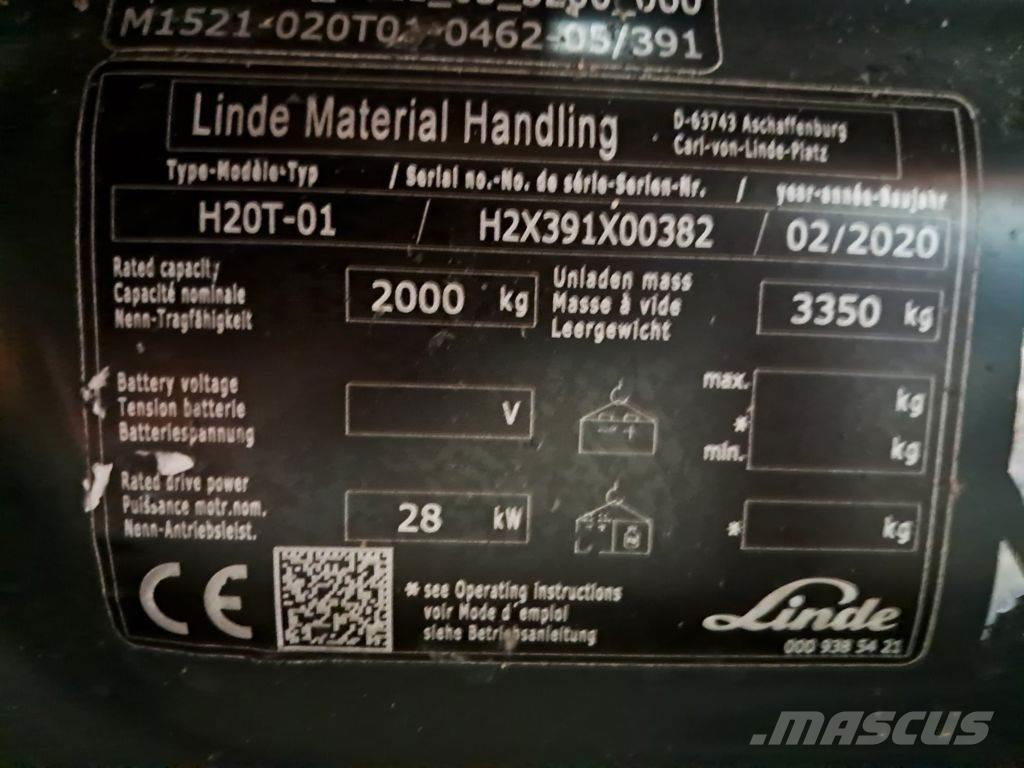 M1521-020T01-0462-05/391
Linde Material Handling
D-63743 Aschaffenburg
Carl-von-Linde-Platz
Type-Modèle-Typ / Serial no.-No. de série-Serien-Nr. / year-année-Baujahr
H20T-01 / H2X391X00382 / 02/2020
Rated capacity
Capacité nominale
Nenn-Tragfähigkeit
2000 kg
Unladen mass
Masse à vide
Leergewicht
3350 kg
Battery voltage
Tension batterie
Batteriespannung
V
max. kg
*
min. kg
Rated drive power
Puissance motr.nom.
Nenn-Antriebsleist.
28 kW
* kg
CE
* see Operating instructions
voir Mode d'emploi
siehe Betriebsanleitung
Linde
000 938 54 21
.MASCUS